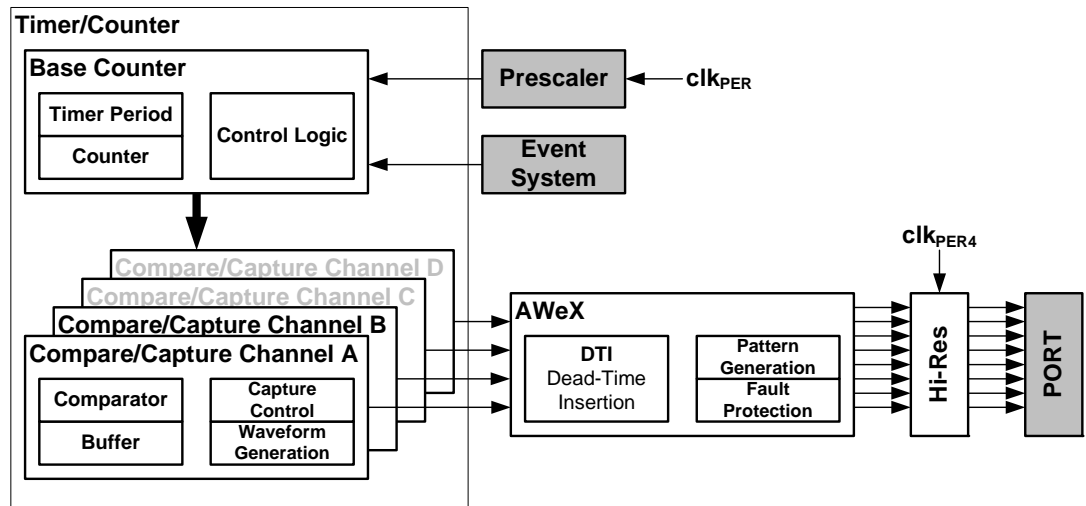 Timer/Counter
Base Counter
Timer Period
Counter
Control Logic
Prescaler
clkPER
Event
System
Compare/Capture Channel D
Compare/Capture Channel C
Compare/Capture Channel B
Compare/Capture Channel A
Comparator
Buffer
Capture
Control
Waveform
Generation
AWeX
DTI
Dead-Time
Insertion
Pattern
Generation
Fault
Protection
clkPER4
Hi-Res
PORT